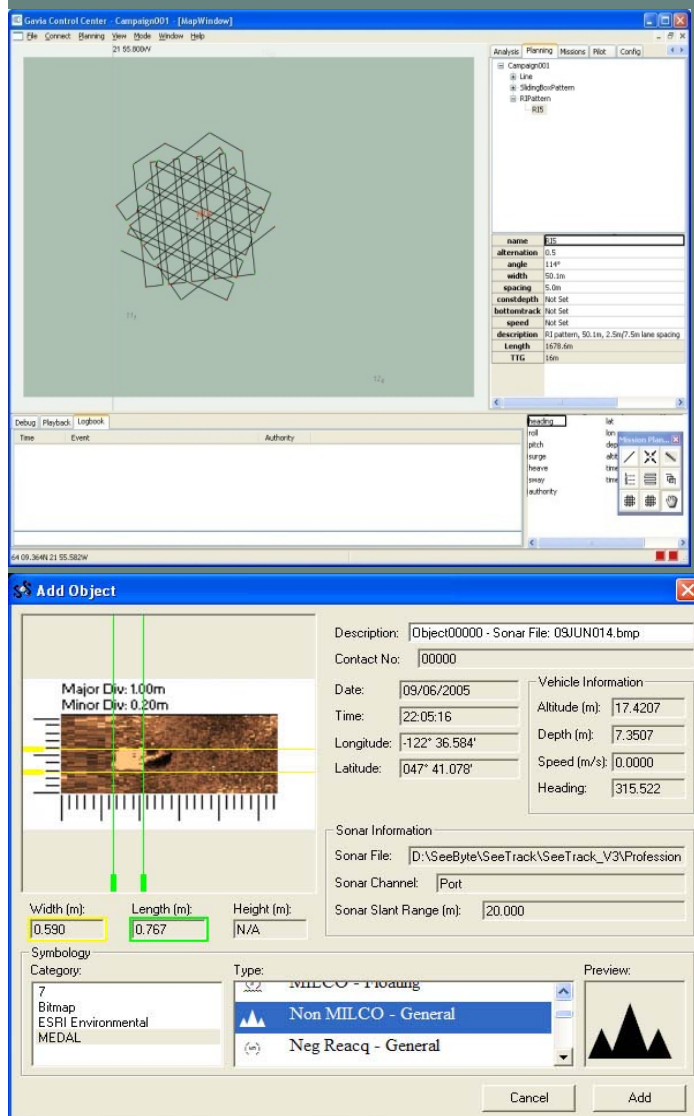 Gavia Control Center - Campaign001 - [MapWindow]
File Connect Planning View Mode Window Help
21 55.808W
Analysis Planning Missions Pilot Config
Campaign001
Line
SlidingBoxPattern
RIPattern
RI5
name RI5
alternation 0.5
angle 114°
width 50.1m
spacing 5.0m
constdepth Not Set
bottomtrack Not Set
speed Not Set
description RI pattern, 50.1m, 2.5m/7.5m lane spacing
Length 1678.6m
TTG 16m
Debug Playback Logbook
Time Event Authority
heading lat
roll lon
pitch
surge
heave time
sway time
authority
Mission Plan...
64 09.364N 21 55.582W
Add Object
Description: Object00000 - Sonar File: 09JUN014.bmp
Contact No: 00000
Date: 09/06/2005
Time: 22:05:16
Longitude: -122° 36.584'
Latitude: 047° 41.078'
Vehicle Information
Altitude (m): 17.4207
Depth (m): 7.3507
Speed (m/s): 0.0000
Heading: 315.522
Major Div: 1.00m
Minor Div: 0.20m
Sonar Information
Sonar File: D:\SeeByte\SeeTrack\SeeTrack_V3\Profession
Sonar Channel: Port
Sonar Slant Range (m): 20.000
Width (m): Length (m): Height (m):
0.590 0.767 N/A
Symbology
Category: Type: Preview:
7
Bitmap
ESRI Environmental
MEDAL
MILCO - Floating
Non MILCO - General
Neg Reacq - General
Cancel Add